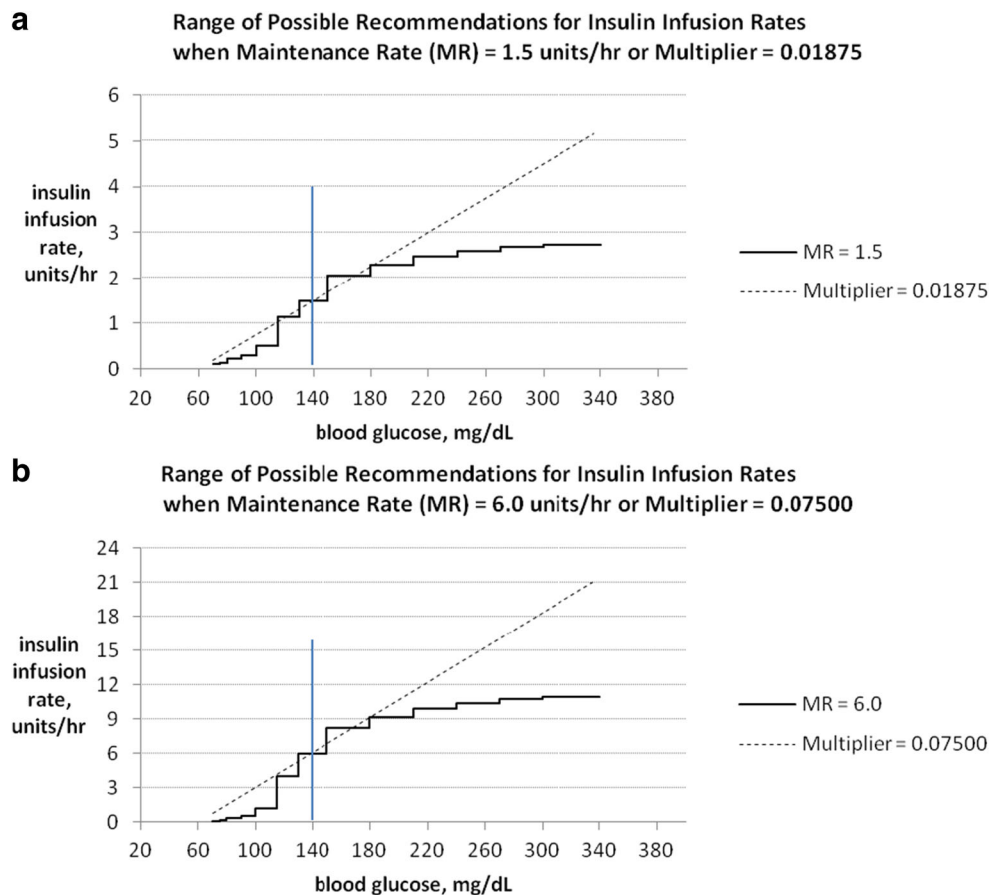 a
Range of Possible Recommendations for Insulin Infusion Rates
when Maintenance Rate (MR) = 1.5 units/hr or Multiplier = 0.01875
6
5
4
3
2
1
0
insulin
infusion
rate,
units/hr
20 60 100 140 180 220 260 300 340 380
blood glucose, mg/dL
MR = 1.5
Multiplier = 0.01875
b
Range of Possible Recommendations for Insulin Infusion Rates
when Maintenance Rate (MR) = 6.0 units/hr or Multiplier = 0.07500
24
21
18
15
12
9
6
3
0
insulin
infusion
rate,
units/hr
20 60 100 140 180 220 260 300 340 380
blood glucose, mg/dL
MR = 6.0
Multiplier = 0.07500